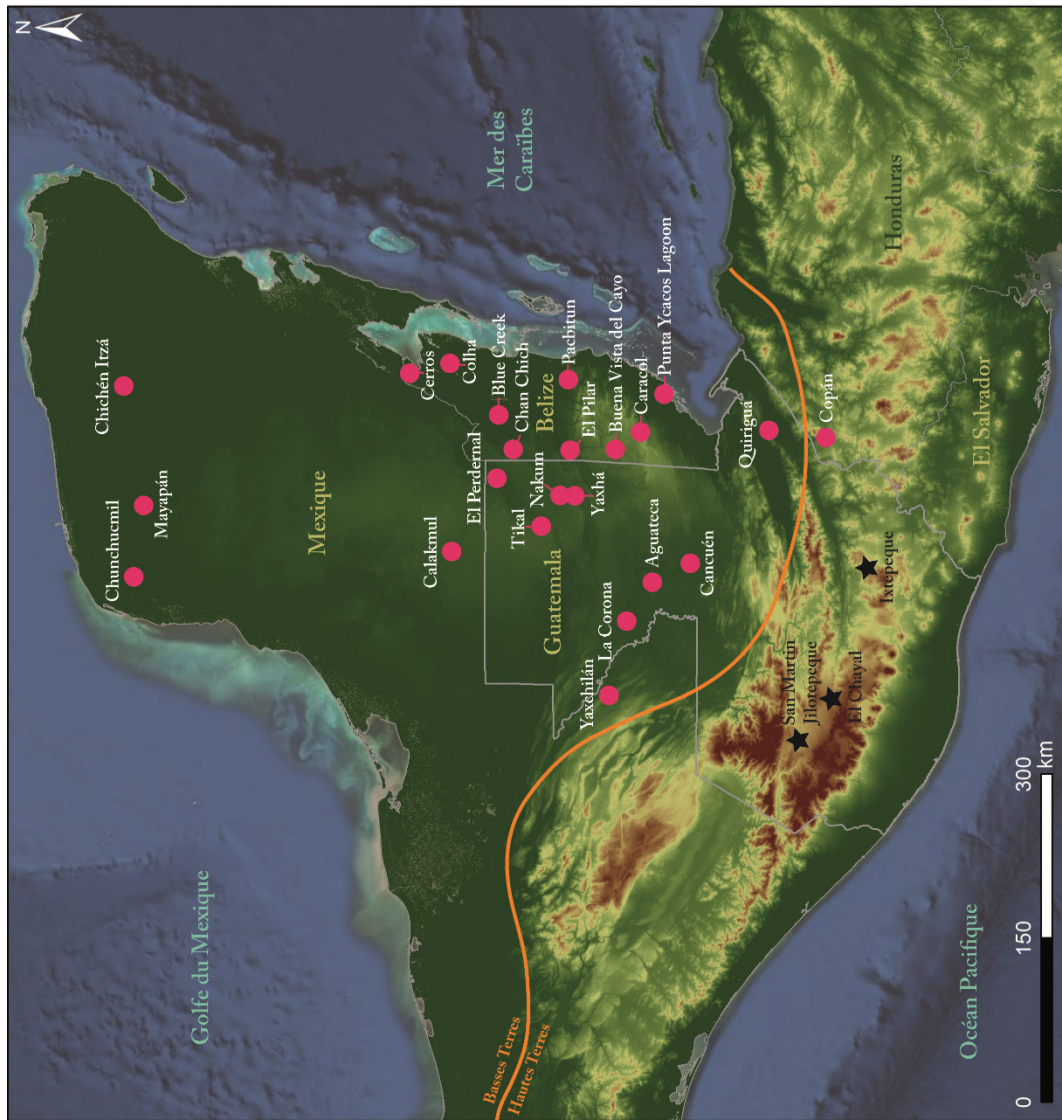 N
Golfe du Mexique
Mer des
Caraïbes
Océan Pacifique
Chunchucmil
Mayapán
Chichén Itzá
Mexique
Calakmul
Cerros
Colha
El Perdernal
Blue Creek
Chan Chich
Belize
Tikal
Nakum
Yaxhá
Pacbitun
El Pilar
Guatemala
Buena Vista del Cayo
Caracol
Punta Ycacos Lagoon
Yaxchilán
La Corona
Aguateca
Cancuén
Basses Terres
Hautes Terres
Quiriguá
Copán
Honduras
San Martín
Jilotepeque
El Chayal
Ixtepeque
El Salvador
0
150
300
km